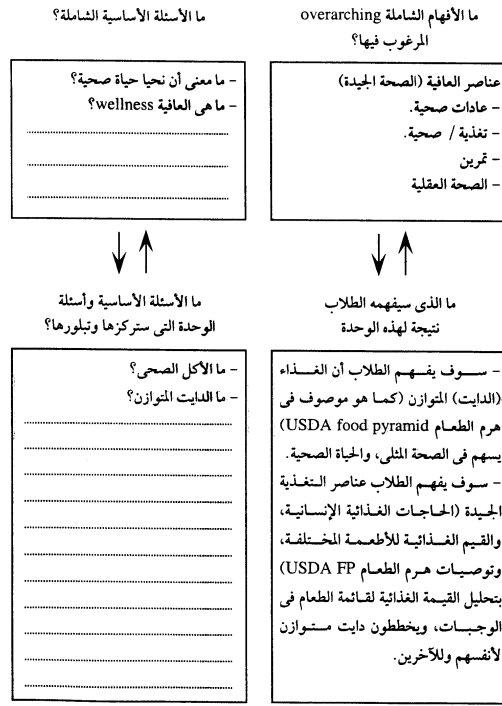 ما الأفهام الشاملة overarching
المرغوب فيها؟
عناصر العافية (الصحة الجيدة)
- عادات صحية.
- تغذية / صحية.
- تمرين
- الصحة العقلية
ما الأسئلة الأساسية الشاملة؟
- ما معنى أن نحيا حياة صحية؟
- ما هى العافية wellness؟
ما الذى سيفهمه الطلاب
نتيجة لهذه الوحدة
- سوف يفهم الطلاب أن الغذاء
(الدايت) المتوازن (كما هو موصوف فى
هرم الطعام USDA food pyramid)
يسهم فى الصحة المثلى، والحياة الصحية.
- سوف يفهم الطلاب عناصر التغذية
الجيدة (الحاجات الغذائية الإنسانية،
والقيم الغذائية للأطعمة المختلفة،
وتوصيات هرم الطعام USDA FP)
بتحليل القيمة الغذائية لقائمة الطعام فى
الوجبات، ويخططون دايت متوازن
لأنفسهم وللآخرين.
ما الأسئلة الأساسية وأسئلة
الوحدة التى ستركزها وتبلورها؟
- ما الأكل الصحى؟
- ما الدايت المتوازن؟